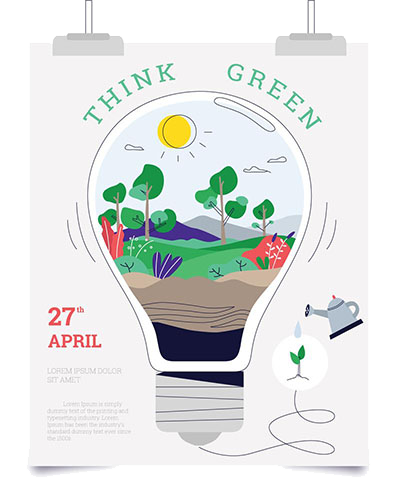 THINK GREEN
27th
APRIL
LOREM IPSUM DOLOR
SIT AMET
Lorem Ipsum is simply
dummy text of the printing
and typesetting industry.
Lorem Ipsum has been the
industry's standard
dummy text ever since
the 2000s.